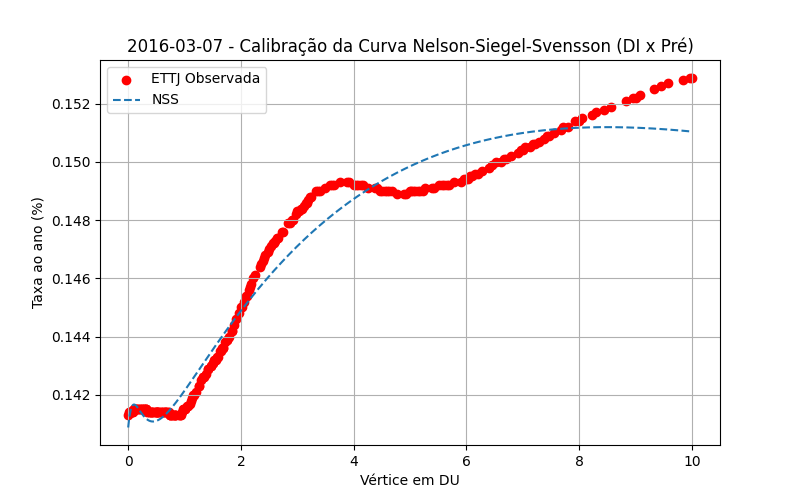 2016-03-07 - Calibração da Curva Nelson-Siegel-Svensson (DI x Pré)
ETTJ Observada
NSS
0.152
0.150
0.148
0.146
0.144
0.142
Taxa ao ano (%)
0 2 4 6 8 10
Vértice em DU